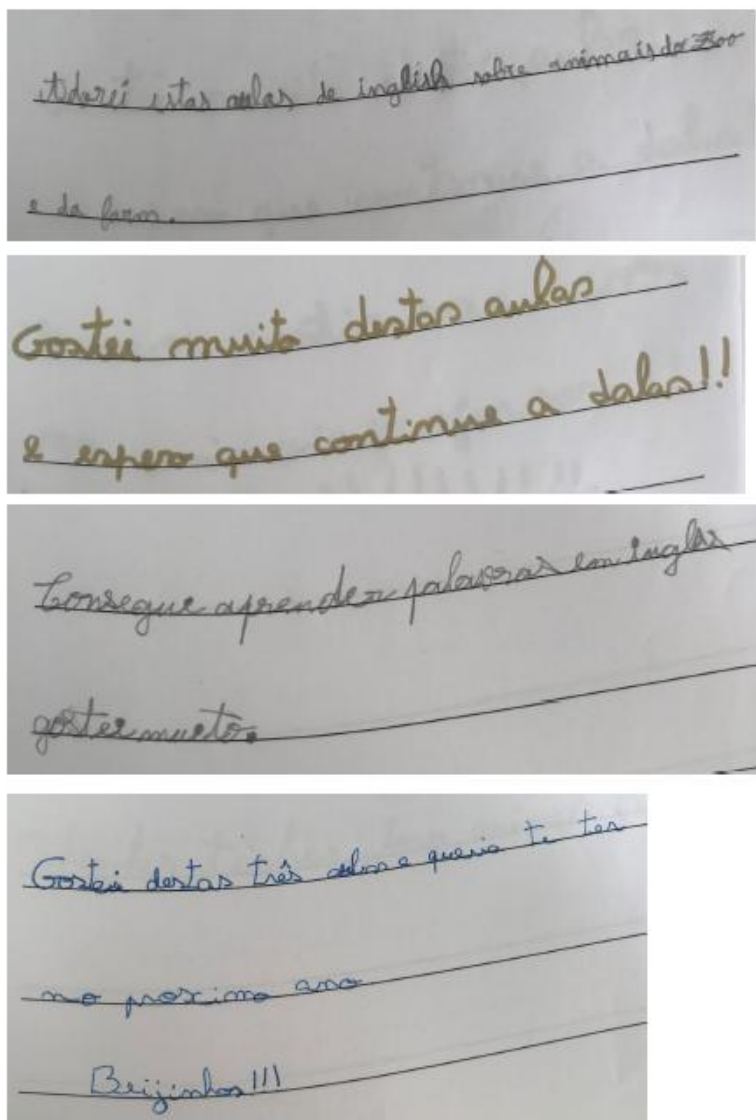 Adorei estas aulas de inglish sobre animais do Zoo
e da farm.
Gostei muito destas aulas
e espero que continue a dalas!!
Consegui aprender palavras em inglês
gostei muito.
Gostei destas três aulas e queria te ter
no proximo ano
Beijinhos!!!